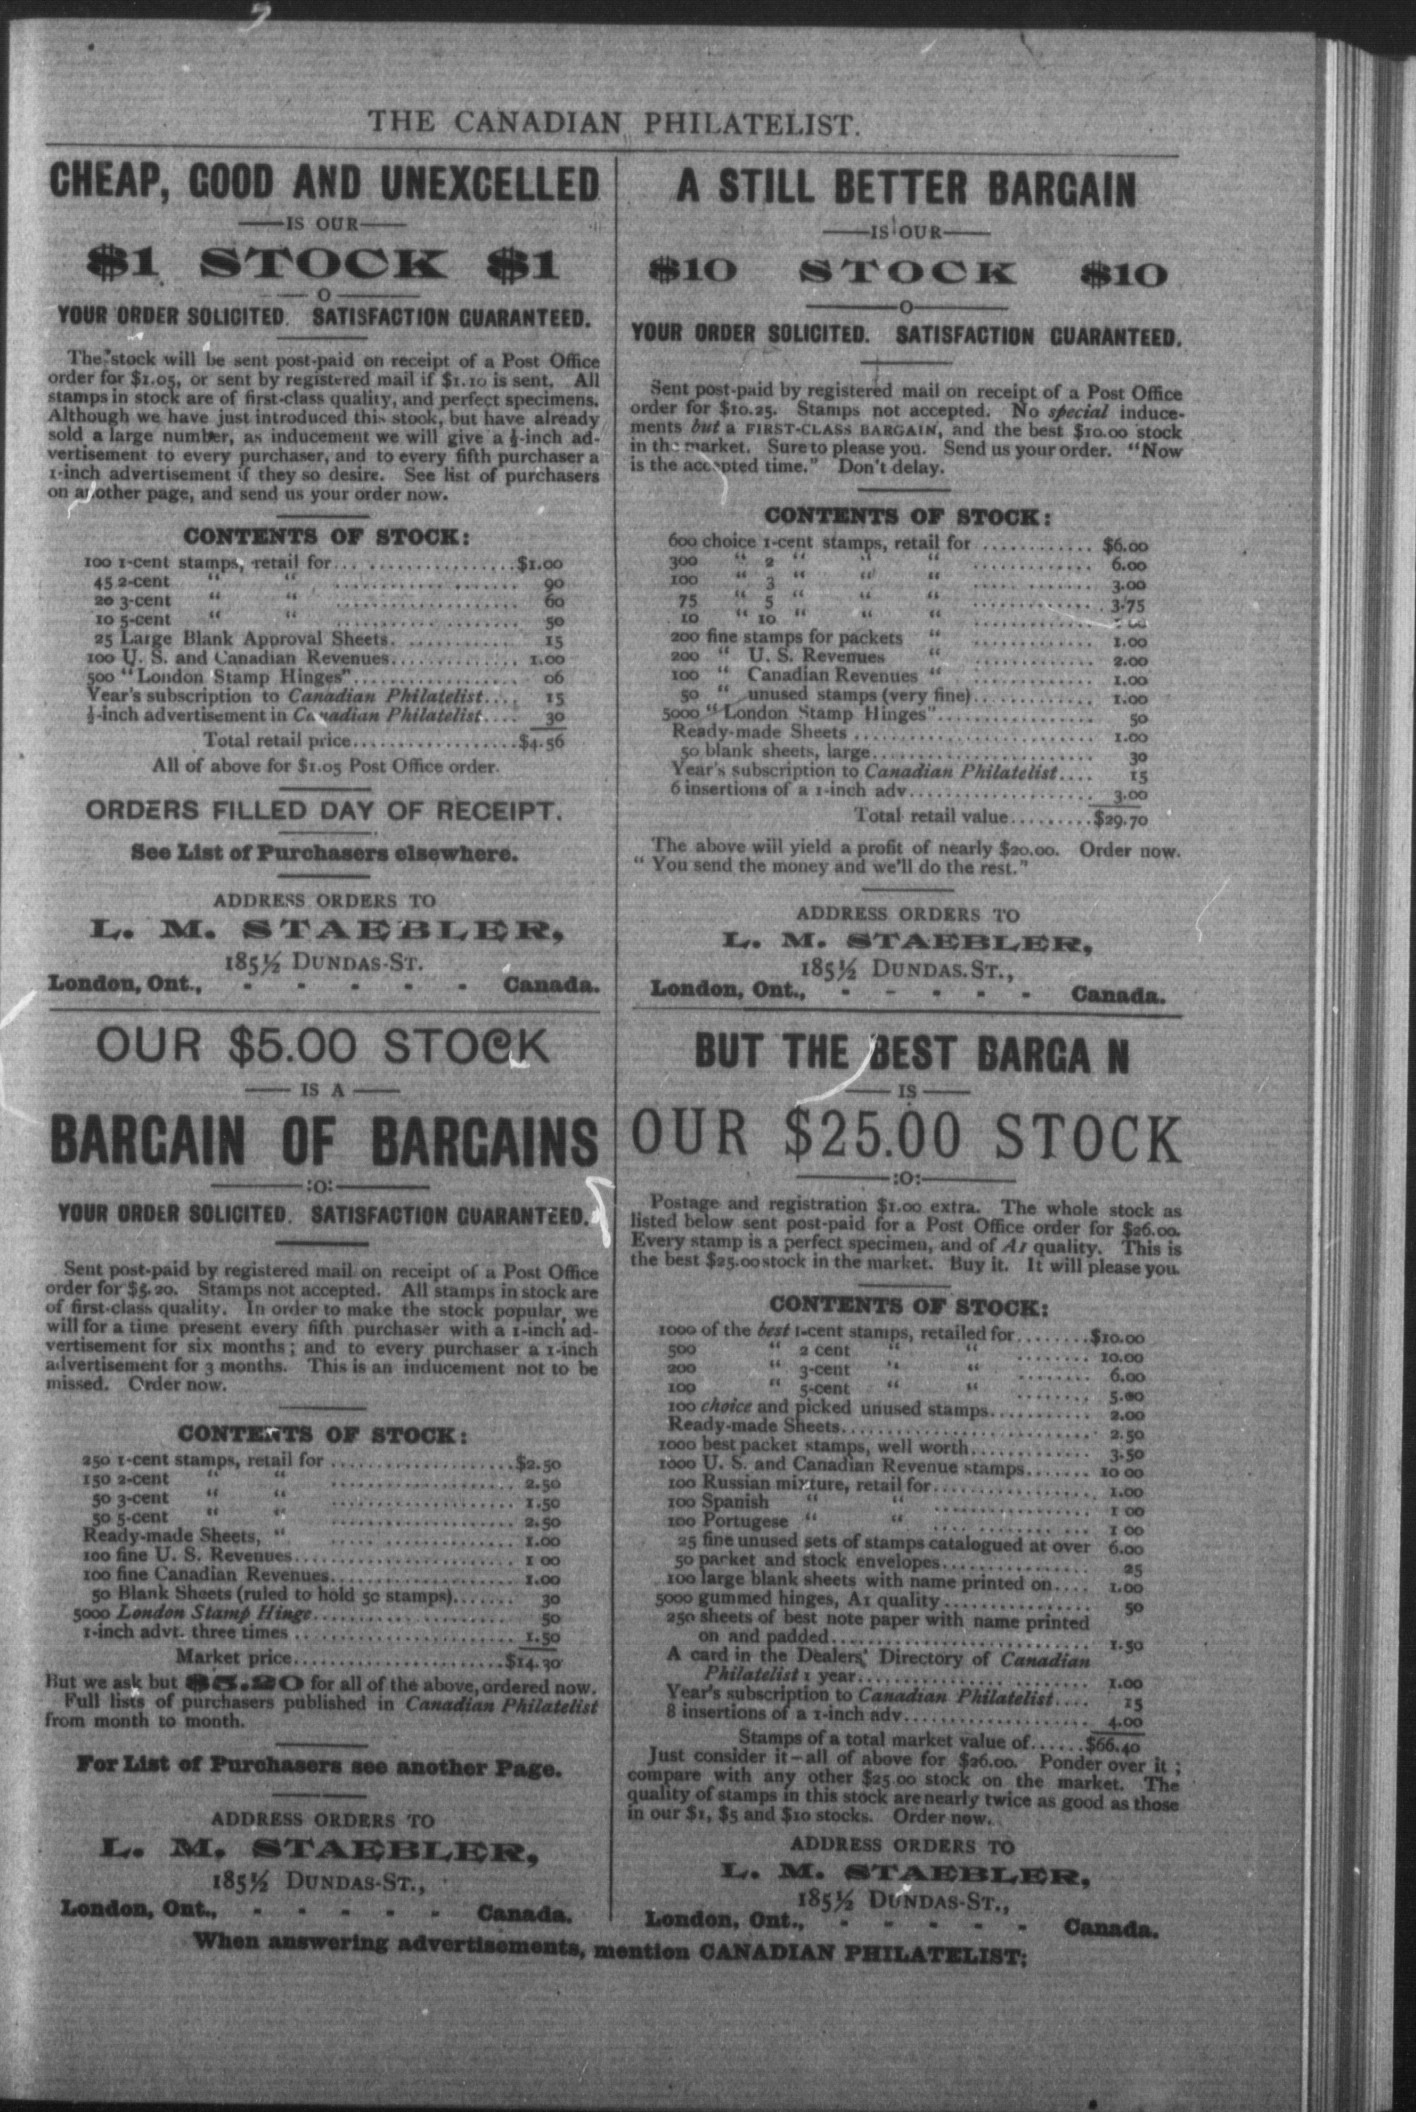 THE CANADIAN PHILATELIST.
CHEAP, GOOD AND UNEXCELLED
—IS OUR—
$1 STOCK $1
—O—
YOUR ORDER SOLICITED. SATISFACTION GUARANTEED.
The stock will be sent post-paid on receipt of a Post Office
order for $1.05, or sent by registered mail if $1.10 is sent. All
stamps in stock are of first-class quality, and perfect specimens.
Although we have just introduced this stock, but have already
sold a large number, as inducement we will give a ½-inch ad-
vertisement to every purchaser, and to every fifth purchaser a
1-inch advertisement if they so desire. See list of purchasers
on another page, and send us your order now.
CONTENTS OF STOCK:
100 1-cent stamps, retail for................$1.00
45 2-cent " " ................ 90
20 3-cent " " ................ 60
10 5-cent " " ................ 50
25 Large Blank Approval Sheets............ 15
100 U. S. and Canadian Revenues............ 1.00
500 "London Stamp Hinges"................ 06
Year's subscription to Canadian Philatelist.... 15
½-inch advertisement in Canadian Philatelist.... 30
Total retail price.................$4.56
All of above for $1.05 Post Office order.
ORDERS FILLED DAY OF RECEIPT.
See List of Purchasers elsewhere.
ADDRESS ORDERS TO
L. M. STAEBLER,
185½ DUNDAS-ST.
London, Ont., - - - - - Canada.
OUR $5.00 STOCK
— IS A —
BARGAIN OF BARGAINS
—:O:—
YOUR ORDER SOLICITED. SATISFACTION GUARANTEED.
Sent post-paid by registered mail on receipt of a Post Office
order for $5.20. Stamps not accepted. All stamps in stock are
of first-class quality. In order to make the stock popular, we
will for a time present every fifth purchaser with a 1-inch ad-
vertisement for six months; and to every purchaser a 1-inch
advertisement for 3 months. This is an inducement not to be
missed. Order now.
CONTENTS OF STOCK:
250 1-cent stamps, retail for ...................$2.50
150 2-cent " " ................... 2.50
50 3-cent " " ................... 1.50
50 5-cent " " ................... 2.50
Ready-made Sheets, " ................... 1.00
100 fine U. S. Revenues....................... 1 00
100 fine Canadian Revenues................... 1.00
50 Blank Sheets (ruled to hold 50 stamps)....... 30
5000 London Stamp Hinge.................... 50
1-inch advt. three times ...................... 1.50
Market price......................$14.30
But we ask but $5.20 for all of the above, ordered now.
Full lists of purchasers published in Canadian Philatelist
from month to month.
For List of Purchasers see another Page.
ADDRESS ORDERS TO
L. M. STAEBLER,
185½ DUNDAS-ST.,
London, Ont., - - - - - Canada.
A STILL BETTER BARGAIN
—IS OUR—
$10 STOCK $10
—O—
YOUR ORDER SOLICITED. SATISFACTION GUARANTEED.
Sent post-paid by registered mail on receipt of a Post Office
order for $10.25. Stamps not accepted. No special induce-
ments but a FIRST-CLASS BARGAIN, and the best $10.00 stock
in the market. Sure to please you. Send us your order. "Now
is the accepted time." Don't delay.
CONTENTS OF STOCK:
600 choice 1-cent stamps, retail for ............ $6.00
300 " 2 " " " ............ 6.00
100 " 3 " " " ............ 3.00
75 " 5 " " " ............ 3.75
10 " 10 " " " ............
200 fine stamps for packets " ............ 1.00
200 " U. S. Revenues " ............ 2.00
100 " Canadian Revenues " ............ 1.00
50 " unused stamps (very fine)............ 1.00
5000 "London Stamp Hinges"................ 50
Ready-made Sheets ......................... 1.00
50 blank sheets, large....................... 30
Year's subscription to Canadian Philatelist.... 15
6 insertions of a 1-inch adv.................... 3.00
Total retail value.........$29.70
The above will yield a profit of nearly $20.00. Order now.
"You send the money and we'll do the rest."
ADDRESS ORDERS TO
L. M. STAEBLER,
185½ DUNDAS.ST.,
London, Ont., - - - - - Canada.
BUT THE BEST BARGA N
— IS —
OUR $25.00 STOCK
—:O:—
Postage and registration $1.00 extra. The whole stock as
listed below sent post-paid for a Post Office order for $26.00.
Every stamp is a perfect specimen, and of A1 quality. This is
the best $25.00 stock in the market. Buy it. It will please you.
CONTENTS OF STOCK:
1000 of the best 1-cent stamps, retailed for........$10.00
500 " 2 cent " " ........ 10.00
200 " 3-cent " " ........ 6.00
100 " 5-cent " " ........ 5.00
100 choice and picked unused stamps........... 2.00
Ready-made Sheets........................... 2.50
1000 best packet stamps, well worth............. 3.50
1000 U. S. and Canadian Revenue stamps....... 10 00
100 Russian mixture, retail for................. 1.00
100 Spanish " " ................. 1 00
100 Portugese " " ................. 1 00
25 fine unused sets of stamps catalogued at over 6.00
50 packet and stock envelopes................ 25
100 large blank sheets with name printed on.... 1.00
5000 gummed hinges, A1 quality................ 50
250 sheets of best note paper with name printed
on and padded............................ 1.50
A card in the Dealers' Directory of Canadian
Philatelist 1 year......................... 1.00
Year's subscription to Canadian Philatelist.... 15
8 insertions of a 1-inch adv.................... 4.00
Stamps of a total market value of......$66.40
Just consider it—all of above for $26.00. Ponder over it;
compare with any other $25 00 stock on the market. The
quality of stamps in this stock are nearly twice as good as those
in our $1, $5 and $10 stocks. Order now.
ADDRESS ORDERS TO
L. M. STAEBLER,
185½ DUNDAS-ST.,
London, Ont., - - - - - Canada.
When answering advertisements, mention CANADIAN PHILATELIST;